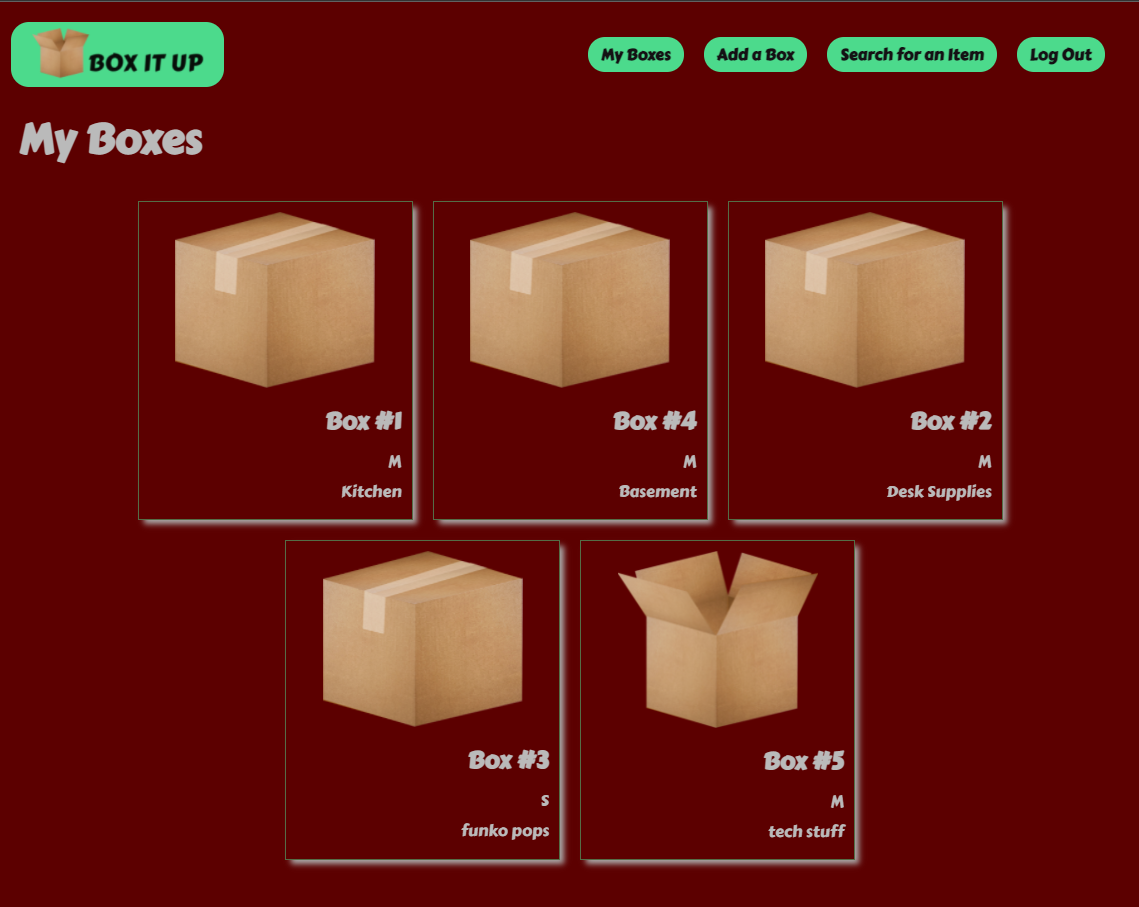 BOX IT UP
My Boxes
Add a Box
Search for an Item
Log Out
My Boxes
Box #1
M
Kitchen
Box #4
M
Basement
Box #2
M
Desk Supplies
Box #3
S
funko pops
Box #5
M
tech stuff